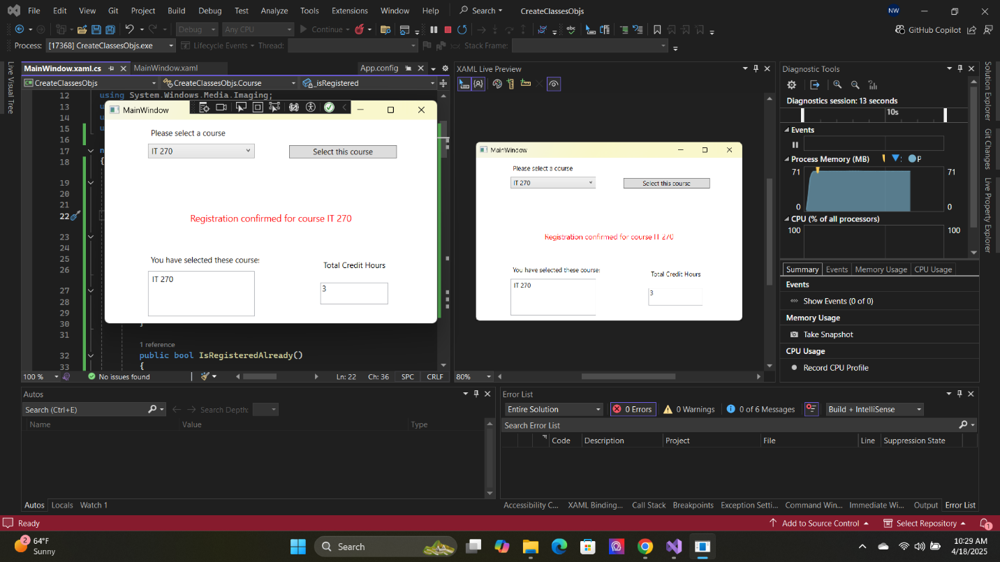 File Edit View Git Project Build Debug Test Analyze Tools Extensions Window Help Search CreateClassesObjs NW
Debug Any CPU Continue GitHub Copilot
Process: [17368] CreateClassesObjs.exe Lifecycle Events Thread: Stack Frame:
Live Visual Tree
MainWindow.xaml.cs MainWindow.xaml App.config
CreateClassesObjs CreateClassesObjs.Course _isRegistered
12 using System.Windows.Media.Imaging;
13
14
15
16
17
18
19
20
21
22
23
24
25
26
27
28
29
30
31
1 reference
32 public bool IsRegisteredAlready()
33 {
MainWindow
Please select a course
IT 270 Select this course
Registration confirmed for course IT 270
You have selected these course:
Total Credit Hours
IT 270
3
100 % No issues found Ln: 22 Ch: 36 SPC CRLF
XAML Live Preview
MainWindow
Please select a course
IT 270 Select this course
Registration confirmed for course IT 270
You have selected these course:
Total Credit Hours
IT 270
3
80%
Diagnostic Tools
Diagnostics session: 13 seconds
10s
Events
Process Memory (MB) P
71 71
0 0
CPU (% of all processors)
100 100
Summary Events Memory Usage CPU Usage
Events
Show Events (0 of 0)
Memory Usage
Take Snapshot
CPU Usage
Record CPU Profile
Solution Explorer
Git Changes
Live Property Explorer
Autos
Search (Ctrl+E) Search Depth:
Name Value Type
Autos Locals Watch 1
Error List
Entire Solution 0 Errors 0 Warnings 0 of 6 Messages Build + IntelliSense
Search Error List
Code Description Project File Line Suppression State
Accessibility C... XAML Binding... Call Stack Breakpoints Exception Setti... Command Win... Immediate Wi... Output Error List
Ready Add to Source Control Select Repository 1
2 64°F
Sunny
Search
10:29 AM
4/18/2025